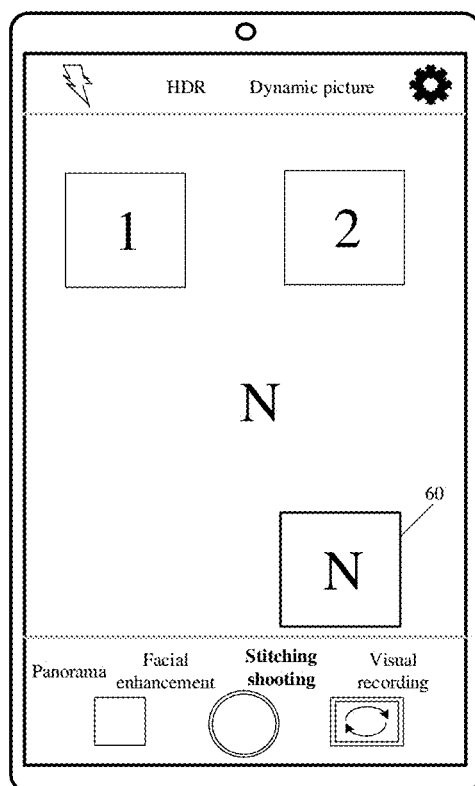 HDR Dynamic picture
1 2
N
60
N
Panorama Facial enhancement Stitching shooting Visual recording